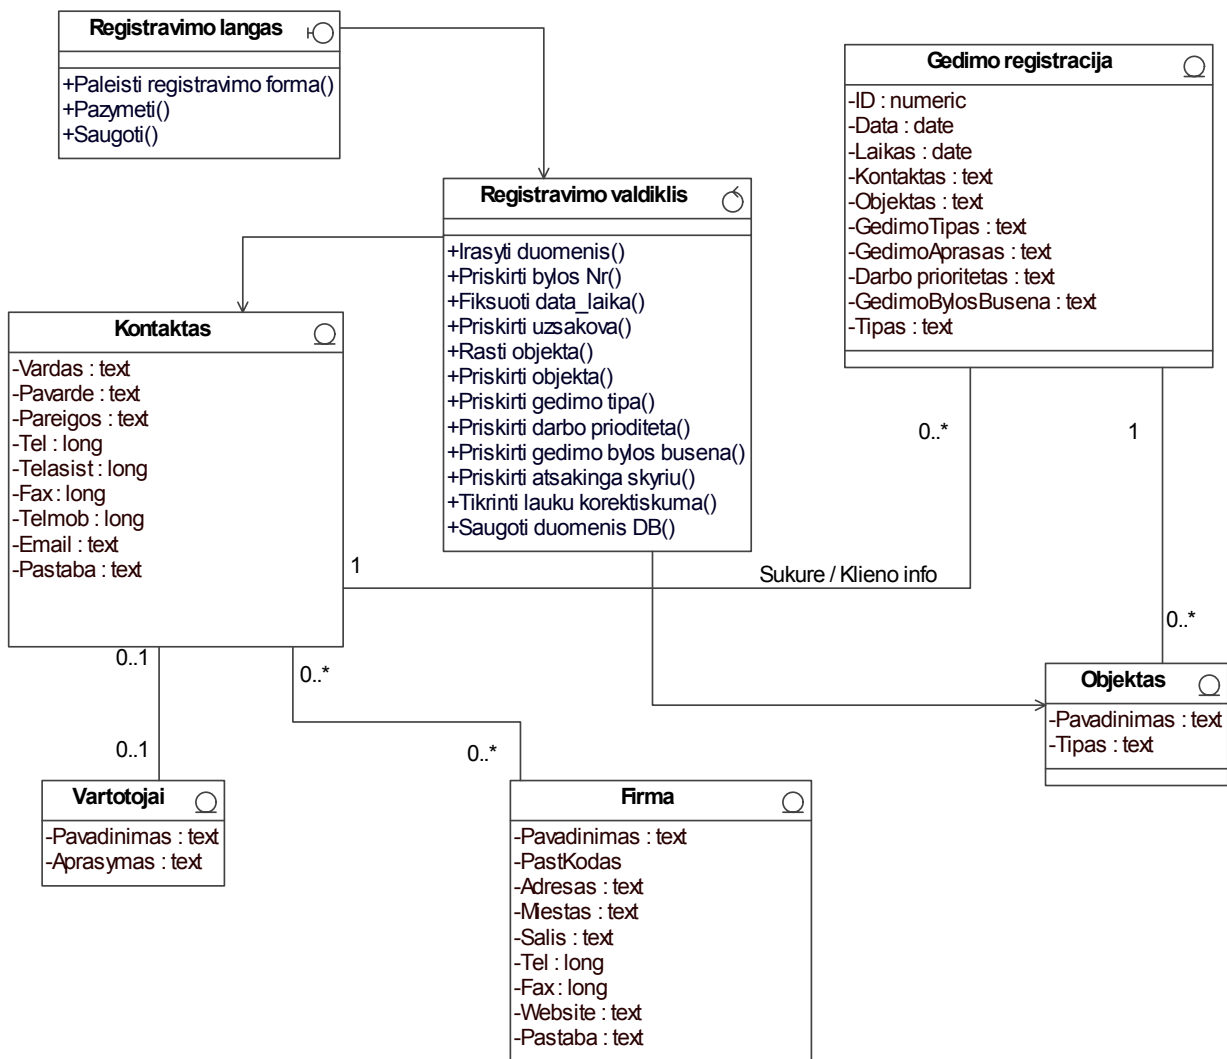 Registravimo langas
+Paleisti registravimo forma()
+Pazymeti()
+Saugoti()
Gedimo registracija
-ID : numeric
-Data : date
-Laikas : date
-Kontaktas : text
-Objektas : text
-GedimoTipas : text
-GedimoAprasas : text
-Darbo prioritetas : text
-GedimoBylosBusena : text
-Tipas : text
Registravimo valdiklis
+Irasyti duomenis()
+Priskirti bylos Nr()
+Fiksuoti data_laika()
+Priskirti uzsakova()
+Rasti objekta()
+Priskirti objekta()
+Priskirti gedimo tipa()
+Priskirti darbo prioditeta()
+Priskirti gedimo bylos busena()
+Priskirti atsakinga skyriu()
+Tikrinti lauku korektiskuma()
+Saugoti duomenis DB()
Kontaktas
-Vardas : text
-Pavarde : text
-Pareigos : text
-Tel : long
-Telasist : long
-Fax : long
-Telmob : long
-Email : text
-Pastaba : text
0..*
1
1
Sukure / Klieno info
0..*
0..1
0..*
0..1
0..*
Objektas
-Pavadinimas : text
-Tipas : text
Vartotojai
-Pavadinimas : text
-Aprasymas : text
Firma
-Pavadinimas : text
-PastKodas
-Adresas : text
-Miestas : text
-Salis : text
-Tel : long
-Fax : long
-Website : text
-Pastaba : text